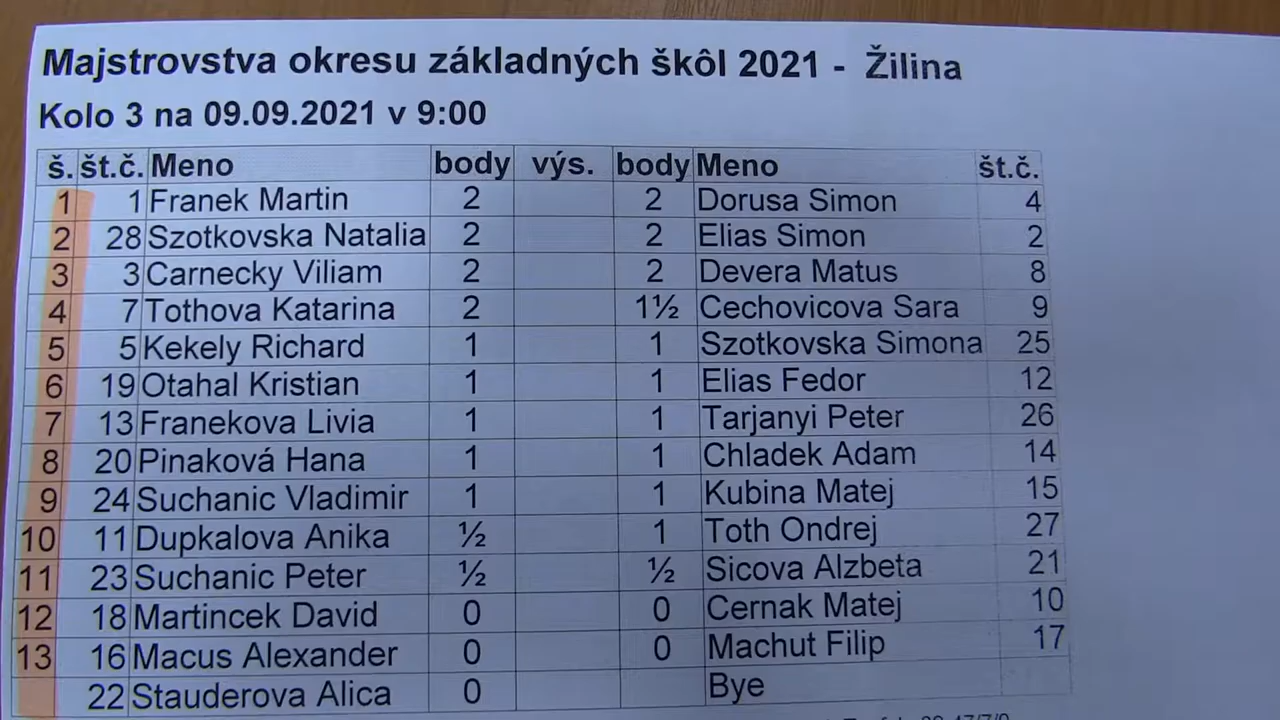 Majstrovstva okresu základných škôl 2021 - Žilina
Kolo 3 na 09.09.2021 v 9:00
š. št.č. Meno body výs. body Meno št.č.
1 1 Franek Martin 2 2 Dorusa Simon 4
2 28 Szotkovska Natalia 2 2 Elias Simon 2
3 3 Carnecky Viliam 2 2 Devera Matus 8
4 7 Tothova Katarina 2 1½ Cechovicova Sara 9
5 5 Kekely Richard 1 1 Szotkovska Simona 25
6 19 Otahal Kristian 1 1 Elias Fedor 12
7 13 Franekova Livia 1 1 Tarjanyi Peter 26
8 20 Pinaková Hana 1 1 Chladek Adam 14
9 24 Suchanic Vladimir 1 1 Kubina Matej 15
10 11 Dupkalova Anika ½ 1 Toth Ondrej 27
11 23 Suchanic Peter ½ ½ Sicova Alzbeta 21
12 18 Martincek David 0 0 Cernak Matej 10
13 16 Macus Alexander 0 0 Machut Filip 17
22 Stauderova Alica 0 Bye